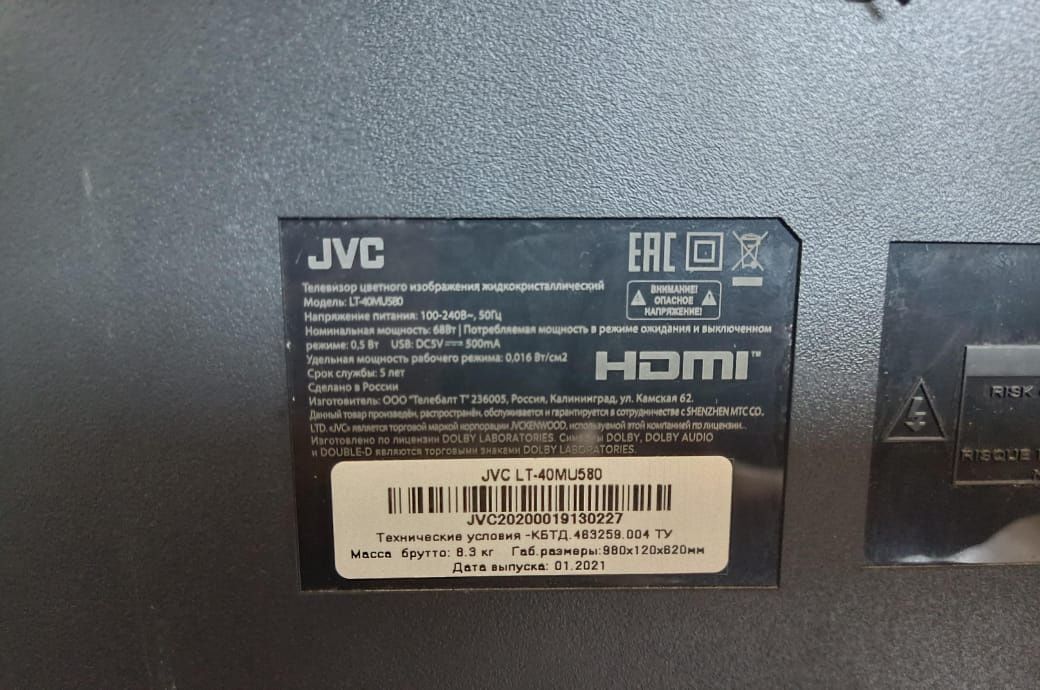 JVC
EAC
Телевизор цветного изображения жидкокристаллический
Модель: LT-40MU580
Напряжение питания: 100-240В~, 50Гц
ВНИМАНИЕ!
ОПАСНОЕ
НАПРЯЖЕНИЕ!
Номинальная мощность: 68Вт | Потребляемая мощность в режиме ожидания и выключенном
режиме: 0,5 Вт USB: DC5V 500mA
Удельная мощность рабочего режима: 0,016 Вт/см2
HDMI™
Срок службы: 5 лет
Сделано в России
Изготовитель: ООО "Телебалт Т" 236005, Россия, Калининград, ул. Камская 62.
Данный товар произведён, распространён, обслуживается и гарантируется в сотрудничестве с SHENZHEN MTC CO.
LTD. «JVC» является торговой маркой корпорации JVCKENWOOD, используемой этой компанией по лицензии.
Изготовлено по лицензии DOLBY LABORATORIES. Символы DOLBY, DOLBY AUDIO
и DOUBLE-D являются торговыми знаками DOLBY LABORATORIES.
JVC LT-40MU580
JVC20200019130227
Технические условия -КБТД.463259.004 ТУ
Масса брутто: 8.3 кг Габ.размеры:980х120х620мм
Дата выпуска: 01.2021
RISK
RISQUE